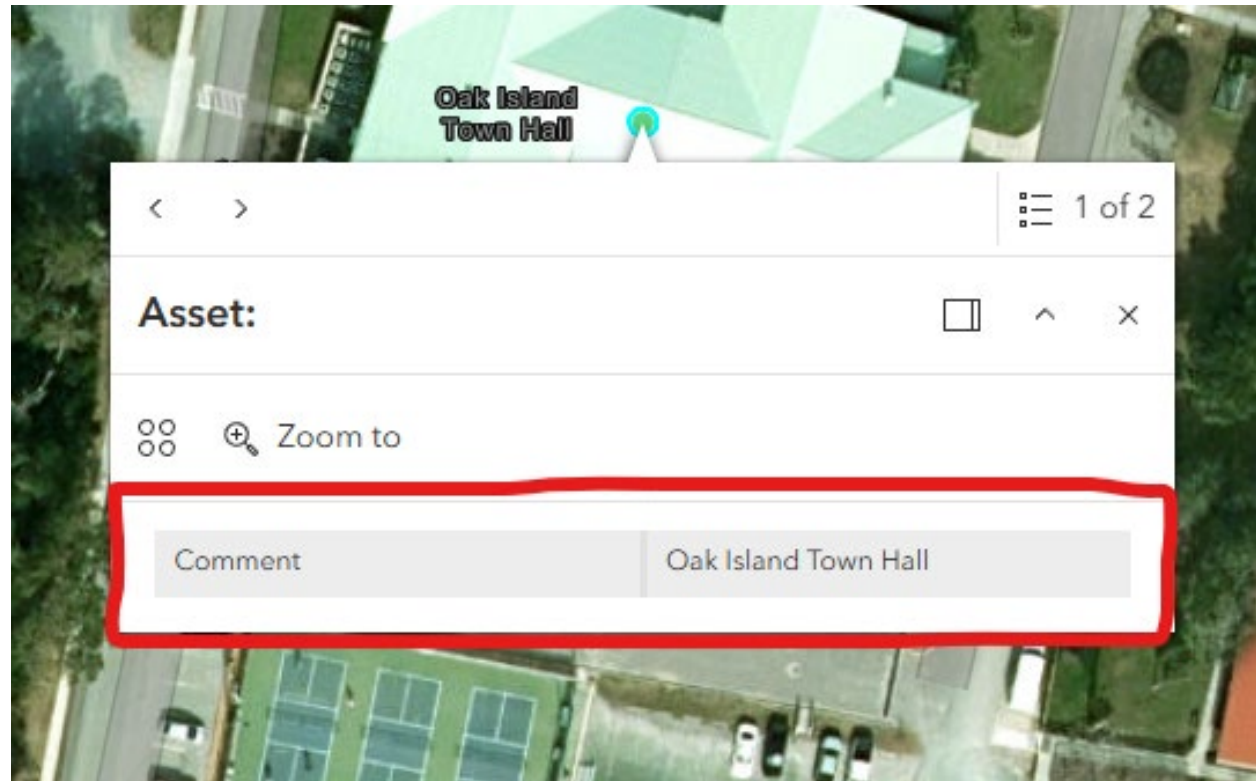 Oak Island
Town Hall
1 of 2
Asset:
Zoom to
Comment
Oak Island Town Hall